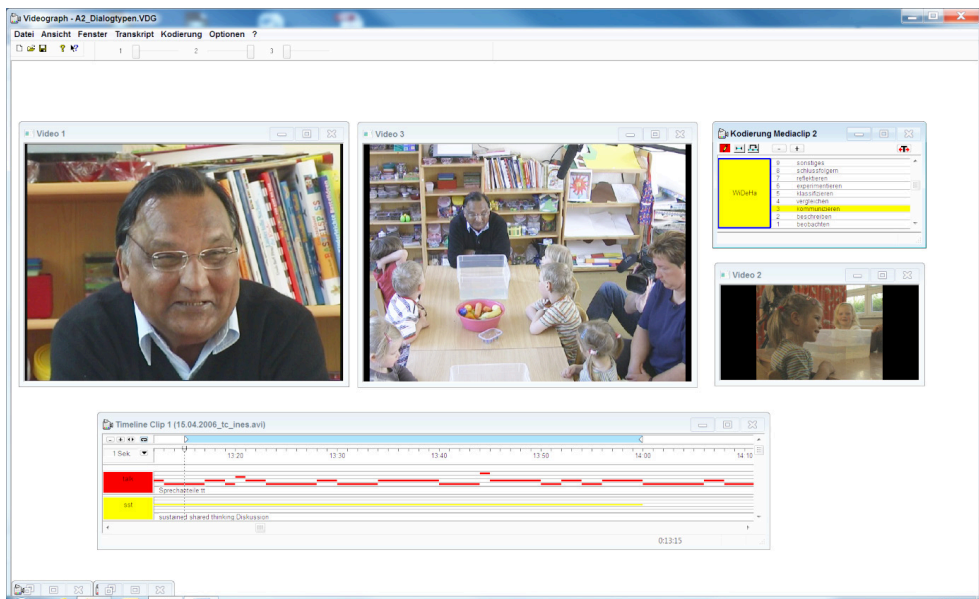 Videograph - A2_Dialogtypen.VDG
Datei Ansicht Fenster Transkript Kodierung Optionen ?
1 2 3
Video 1
Video 3
Kodierung Mediaclip 2
WiDeHa
9 sonstiges
8 schlussfolgern
7 reflektieren
6 experimentieren
5 klassifizieren
4 vergleichen
3 kommunizieren
2 beschreiben
1 beobachten
Video 2
Timeline Clip 1 (15.04.2006_tc_ines.avi)
1 Sek. 13:20 13:30 13:40 13:50 14:00 14:10
Sprechanteile tt
sst
sustained shared thinking Diskussion
0:13:15